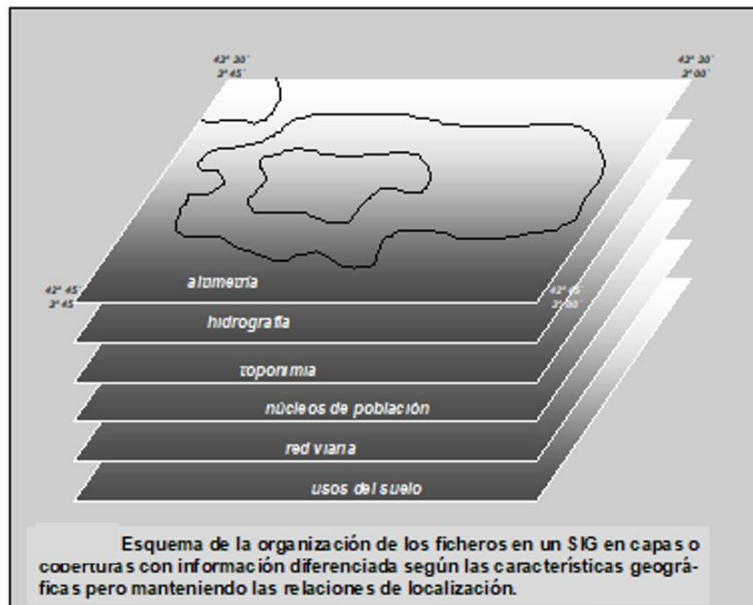 42° 30´
3° 45´
42° 30´
3° 00´
altimetría
42° 45´
3° 45´
42° 45´
3° 00´
hidrografía
toponimia
núcleos de población
red viaria
usos del suelo
Esquema de la organización de los ficheros en un SIG en capas o
coberturas con información diferenciada según las características geográ-
ficas pero manteniendo las relaciones de localización.